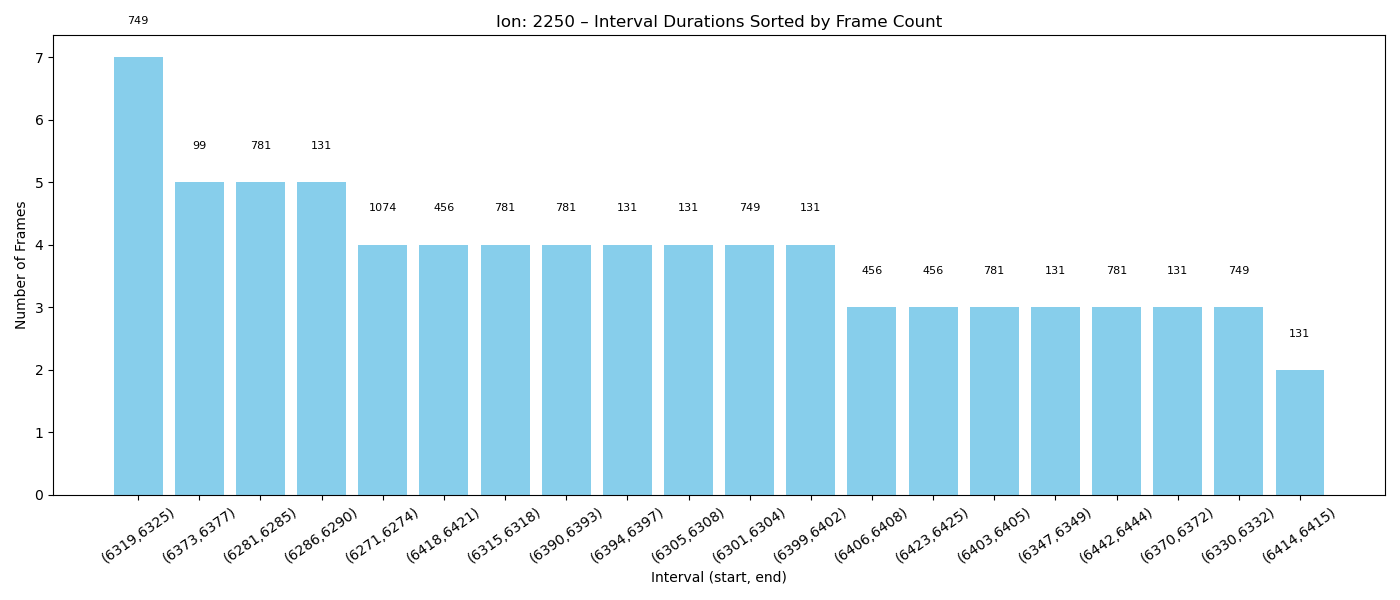 749
Ion: 2250 – Interval Durations Sorted by Frame Count
7
6
5
4
3
2
1
0
Number of Frames
99 781 131
1074 456 781 781 131 131 749 131
456 456 781 131 781 131 749
131
(6319,6325) (6373,6377) (6281,6285) (6286,6290) (6271,6274) (6418,6421) (6315,6318) (6390,6393) (6394,6397) (6305,6308) (6301,6304) (6399,6402) (6406,6408) (6423,6425) (6403,6405) (6347,6349) (6442,6444) (6370,6372) (6330,6332) (6414,6415)
Interval (start, end)